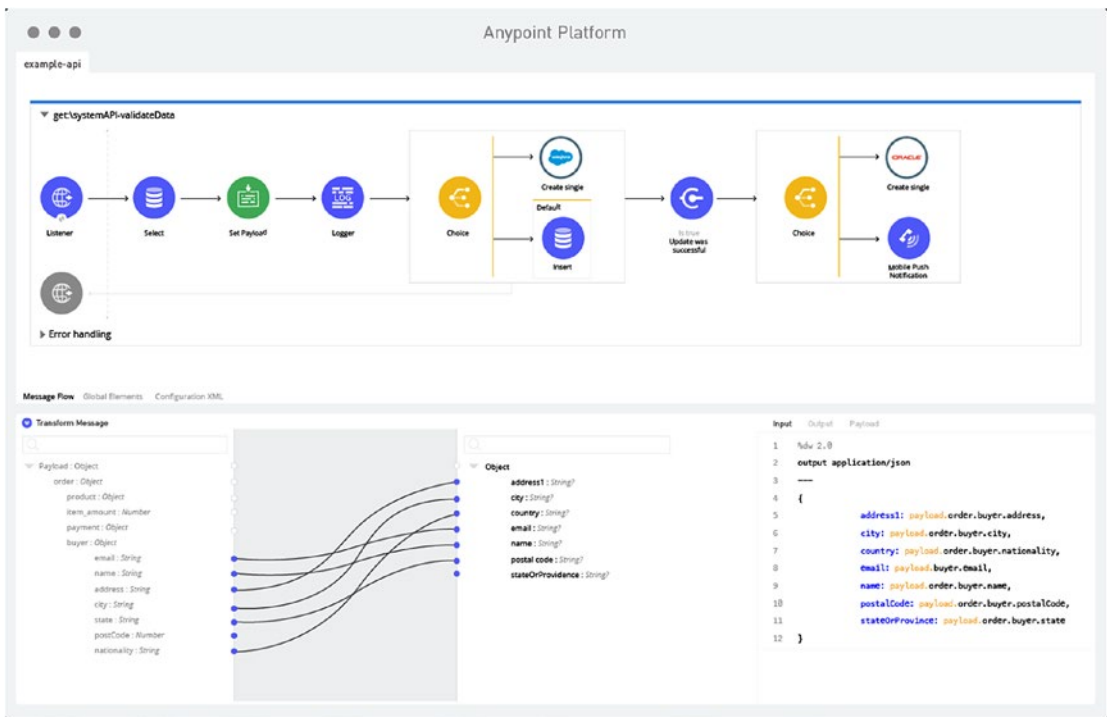 Anypoint Platform
example-api
get:\systemAPI-validateData
Listener
Select
Set Payload
Logger
Choice
salesforce
Create single
Default
Insert
Is true
Update was
successful
Choice
ORACLE
Create single
Mobile Push
Notification
LOG
Error handling
Message Flow Global Elements Configuration XML
Transform Message
Payload : Object
order : Object
product : Object
item_amount : Number
payment : Object
buyer : Object
email : String
name : String
address : String
city : String
state : String
postCode : Number
nationality : String
Object
address1 : String?
city : String?
country : String?
email : String?
name : String?
postal code : String?
stateOrProvidence : String?
Input Output Payload
1 %dw 2.0
2 output application/json
3 ---
4 {
5 address1: payload.order.buyer.address,
6 city: payload.order.buyer.city,
7 country: payload.order.buyer.nationality,
8 email: payload.buyer.email,
9 name: payload.order.buyer.name,
10 postalCode: payload.order.buyer.postalCode,
11 stateOrProvince: payload.order.buyer.state
12 }